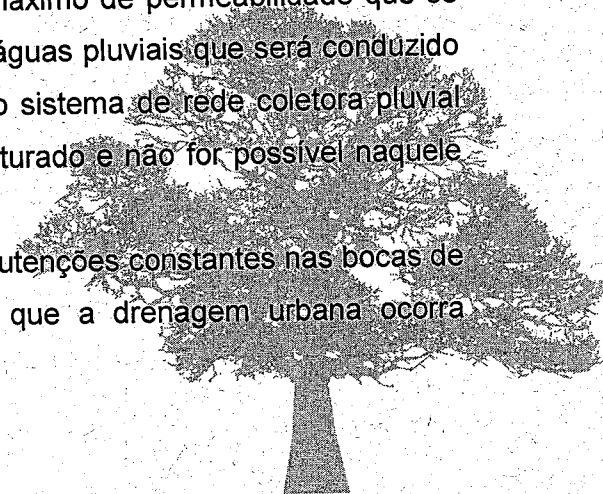 máximo de permeabilidade que se
águas pluviais que será conduzido
o sistema de rede coletora pluvial
turado e não for possível naquele
utenções constantes nas bocas de
que a drenagem urbana ocorra